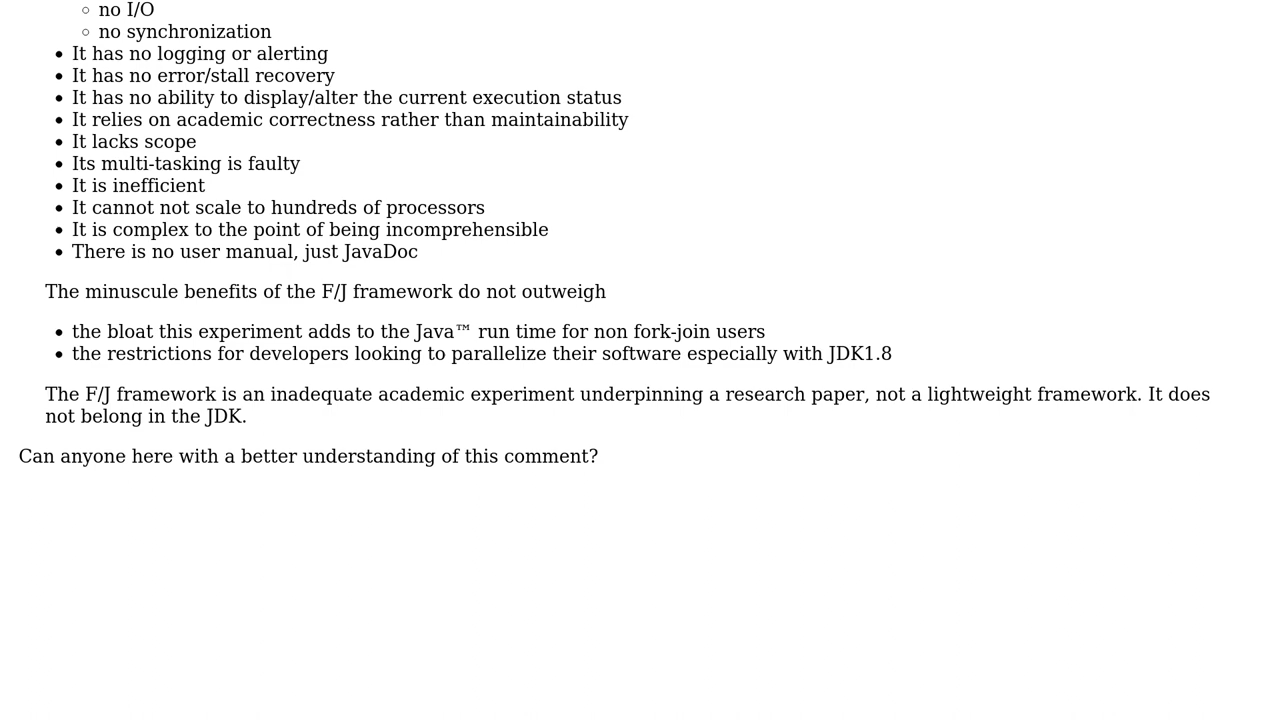 no I/O
no synchronization
It has no logging or alerting
It has no error/stall recovery
It has no ability to display/alter the current execution status
It relies on academic correctness rather than maintainability
It lacks scope
Its multi-tasking is faulty
It is inefficient
It cannot not scale to hundreds of processors
It is complex to the point of being incomprehensible
There is no user manual, just JavaDoc
The minuscule benefits of the F/J framework do not outweigh
the bloat this experiment adds to the Java™ run time for non fork-join users
the restrictions for developers looking to parallelize their software especially with JDK1.8
The F/J framework is an inadequate academic experiment underpinning a research paper, not a lightweight framework. It does
not belong in the JDK.
Can anyone here with a better understanding of this comment?